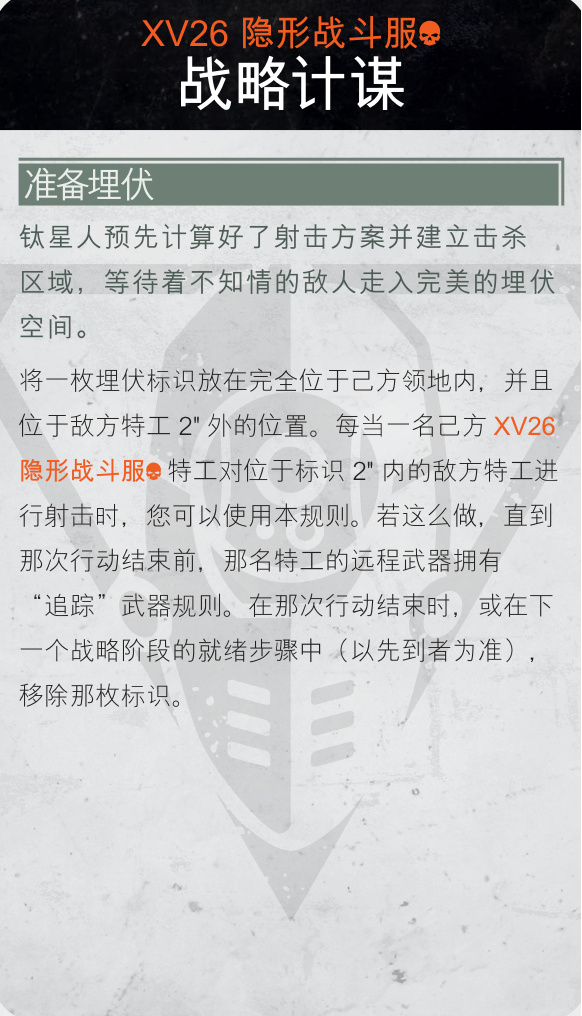 XV26 隐形战斗服
战略计谋
准备埋伏
钛星人预先计算好了射击方案并建立击杀
区域，等待着不知情的敌人走入完美的埋伏
空间。
将一枚埋伏标识放在完全位于己方领地内，并且
位于敌方特工 2" 外的位置。每当一名己方 XV26
隐形战斗服 特工对位于标识 2" 内的敌方特工进
行射击时，您可以使用本规则。若这么做，直到
那次行动结束前，那名特工的远程武器拥有
“追踪”武器规则。在那次行动结束时，或在下
一个战略阶段的就绪步骤中（以先到者为准），
移除那枚标识。